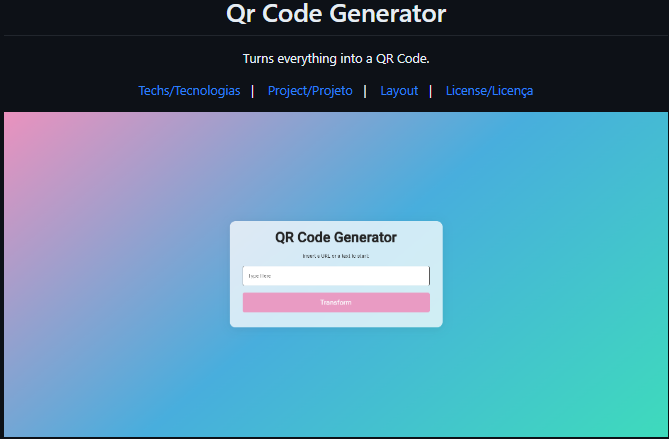 Qr Code Generator
Turns everything into a QR Code.
Techs/Tecnologias | Project/Projeto | Layout | License/Licença
QR Code Generator
Insert a URL or a text to start.
Type Here
Transform